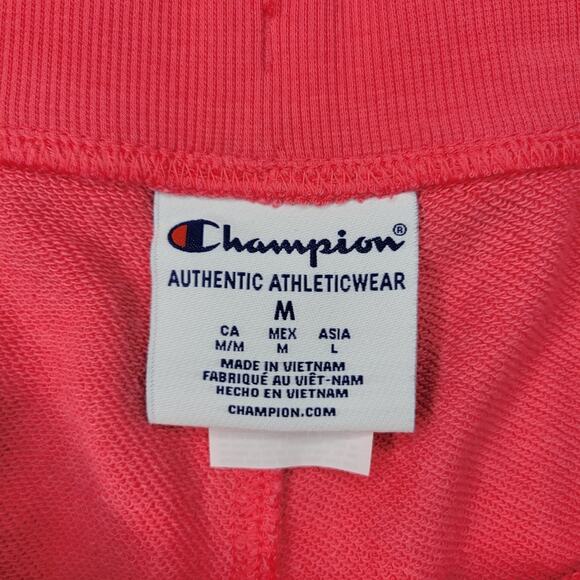 Champion®
AUTHENTIC ATHLETICWEAR
M
CA MEX ASIA
M/M M L
MADE IN VIETNAM
FABRIQUÉ AU VIÊT-NAM
HECHO EN VIETNAM
CHAMPION.COM